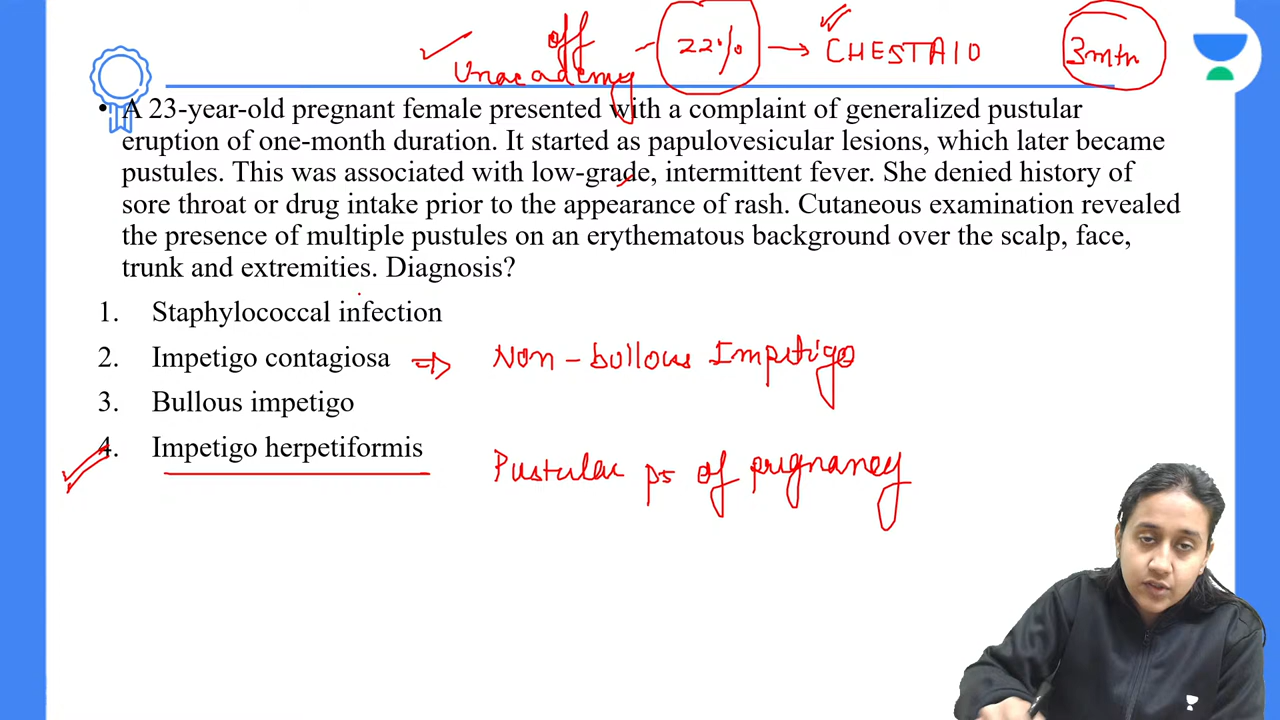 off
Unacademy - 22% → CHESTA10 3mth
• A 23-year-old pregnant female presented with a complaint of generalized pustular
eruption of one-month duration. It started as papulovesicular lesions, which later became
pustules. This was associated with low-grade, intermittent fever. She denied history of
sore throat or drug intake prior to the appearance of rash. Cutaneous examination revealed
the presence of multiple pustules on an erythematous background over the scalp, face,
trunk and extremities. Diagnosis?
1. Staphylococcal infection
2. Impetigo contagiosa ⇒ Non-bullous Impetigo
3. Bullous impetigo
4. Impetigo herpetiformis
Pustular ps of pregnancy